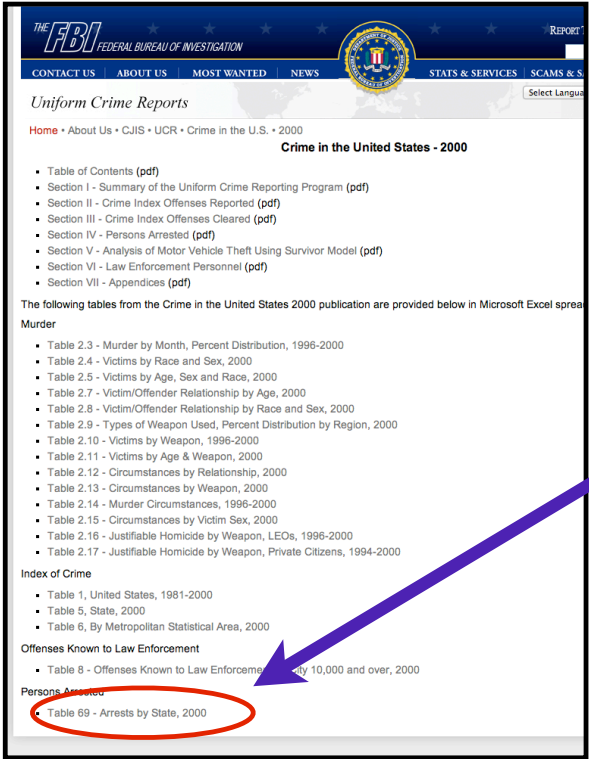 THE FBI FEDERAL BUREAU OF INVESTIGATION
REPORT
CONTACT US | ABOUT US | MOST WANTED | NEWS STATS & SERVICES | SCAMS &
Uniform Crime Reports
Select Langua
Home • About Us • CJIS • UCR • Crime in the U.S. • 2000
Crime in the United States - 2000
Table of Contents (pdf)
Section I - Summary of the Uniform Crime Reporting Program (pdf)
Section II - Crime Index Offenses Reported (pdf)
Section III - Crime Index Offenses Cleared (pdf)
Section IV - Persons Arrested (pdf)
Section V - Analysis of Motor Vehicle Theft Using Survivor Model (pdf)
Section VI - Law Enforcement Personnel (pdf)
Section VII - Appendices (pdf)
The following tables from the Crime in the United States 2000 publication are provided below in Microsoft Excel sprea
Murder
Table 2.3 - Murder by Month, Percent Distribution, 1996-2000
Table 2.4 - Victims by Race and Sex, 2000
Table 2.5 - Victims by Age, Sex and Race, 2000
Table 2.7 - Victim/Offender Relationship by Age, 2000
Table 2.8 - Victim/Offender Relationship by Race and Sex, 2000
Table 2.9 - Types of Weapon Used, Percent Distribution by Region, 2000
Table 2.10 - Victims by Weapon, 1996-2000
Table 2.11 - Victims by Age & Weapon, 2000
Table 2.12 - Circumstances by Relationship, 2000
Table 2.13 - Circumstances by Weapon, 2000
Table 2.14 - Murder Circumstances, 1996-2000
Table 2.15 - Circumstances by Victim Sex, 2000
Table 2.16 - Justifiable Homicide by Weapon, LEOs, 1996-2000
Table 2.17 - Justifiable Homicide by Weapon, Private Citizens, 1994-2000
Index of Crime
Table 1, United States, 1981-2000
Table 5, State, 2000
Table 6, By Metropolitan Statistical Area, 2000
Offenses Known to Law Enforcement
Table 8 - Offenses Known to Law Enforcement ity 10,000 and over, 2000
Persons Arrested
Table 69 - Arrests by State, 2000